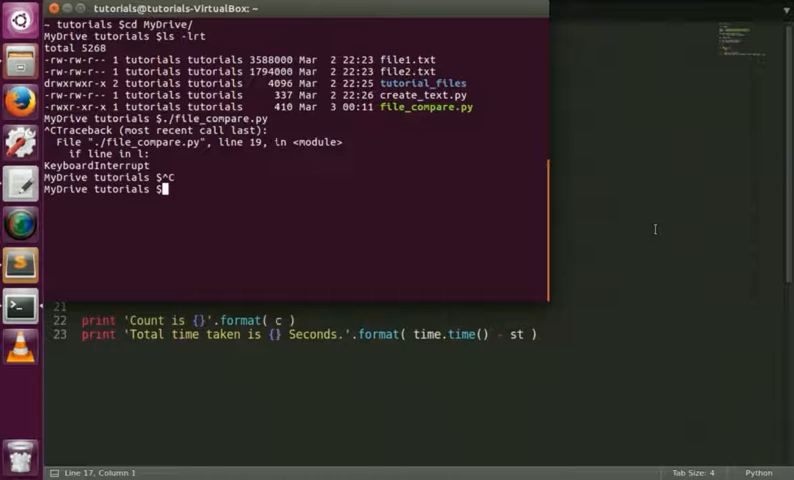 tutorials@tutorials-VirtualBox: ~
~ tutorials $cd MyDrive/
MyDrive tutorials $ls -lrt
total 5268
-rw-rw-r-- 1 tutorials tutorials 3588000 Mar  2 22:23 file1.txt
-rw-rw-r-- 1 tutorials tutorials 1794000 Mar  2 22:23 file2.txt
drwxrwxr-x 2 tutorials tutorials    4096 Mar  2 22:25 tutorial_files
-rw-rw-r-- 1 tutorials tutorials     337 Mar  2 22:26 create_text.py
-rwxr-xr-x 1 tutorials tutorials     410 Mar  3 00:11 file_compare.py
MyDrive tutorials $./file_compare.py
^CTraceback (most recent call last):
  File "./file_compare.py", line 19, in <module>
    if line in l:
KeyboardInterrupt
MyDrive tutorials $^C
MyDrive tutorials $
21
22 print 'Count is {}'.format( c )
23 print 'Total time taken is {} Seconds.'.format( time.time() - st )
Line 17, Column 1
Tab Size: 4
Python